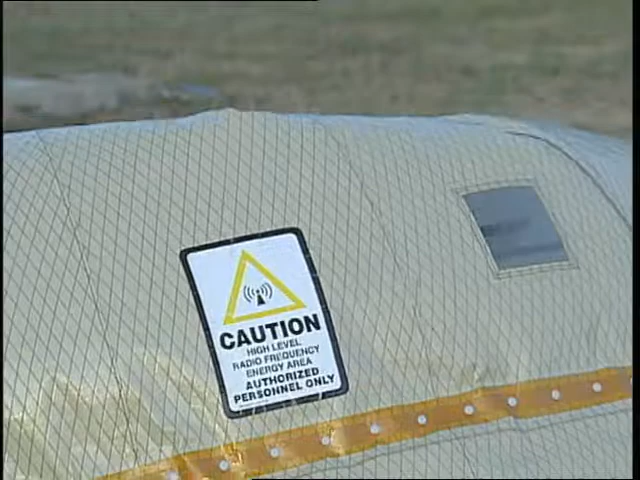 CAUTION
HIGH LEVEL
RADIO FREQUENCY
ENERGY AREA
AUTHORIZED
PERSONNEL ONLY